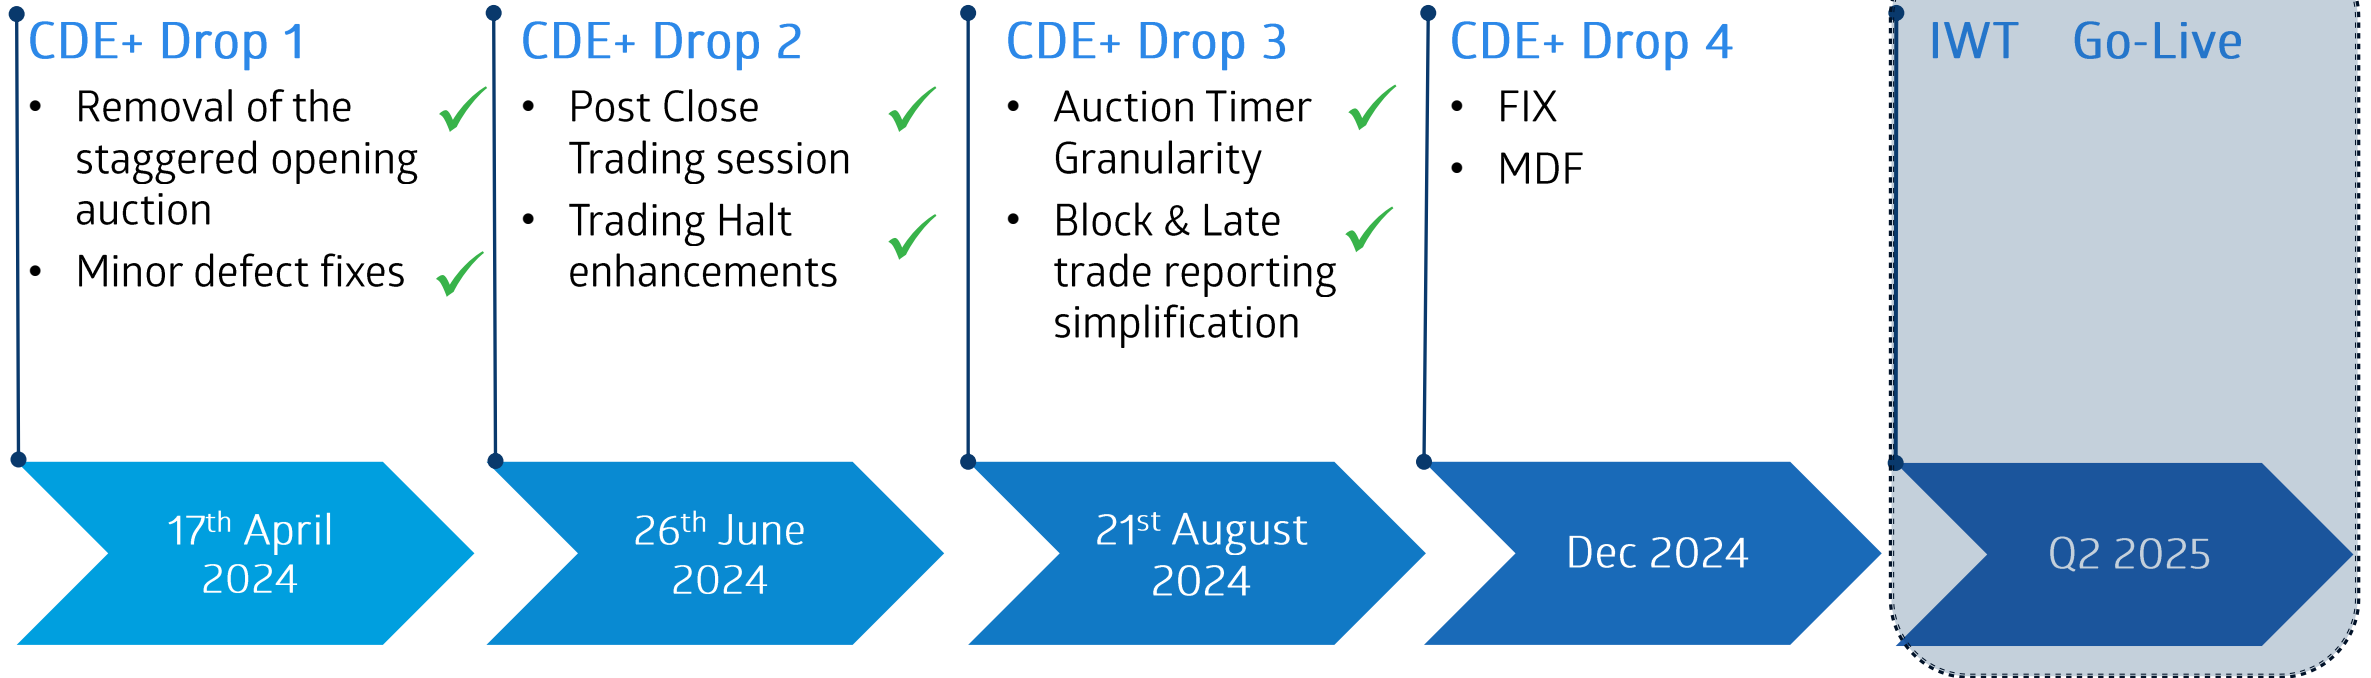 CDE+ Drop 1
• Removal of the
staggered opening
auction
• Minor defect fixes
17th April
2024
CDE+ Drop 2
• Post Close
Trading session
• Trading Halt
enhancements
26th June
2024
CDE+ Drop 3
• Auction Timer
Granularity
• Block & Late
trade reporting
simplification
21st August
2024
CDE+ Drop 4
• FIX
• MDF
Dec 2024
IWT Go-Live
Q2 2025